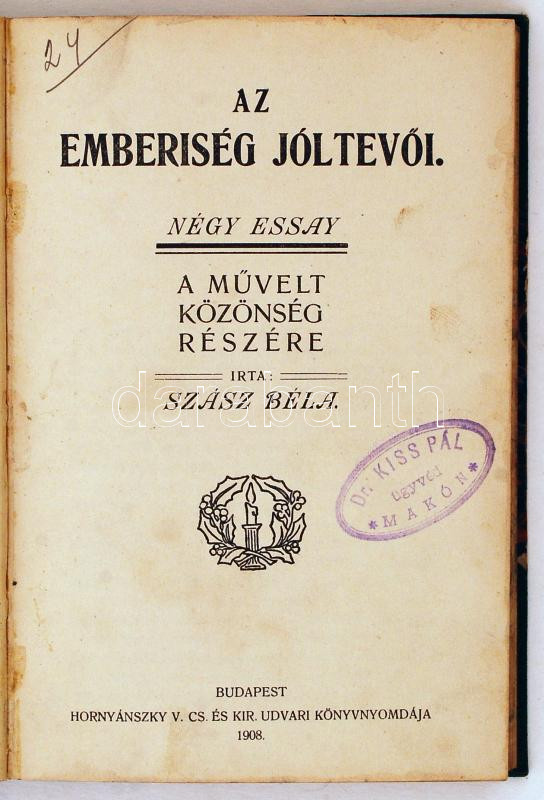 24
AZ
EMBERISÉG JÓLTEVŐI.
NÉGY ESSAY
A MŰVELT
KÖZÖNSÉG
RÉSZÉRE
IRTA:
SZÁSZ BÉLA.
darabanth
Dr. KISS PÁL
ügyvéd
* MAKÓN *
BUDAPEST
HORNYÁNSZKY V. CS. ÉS KIR. UDVARI KÖNYVNYOMDÁJA
1908.